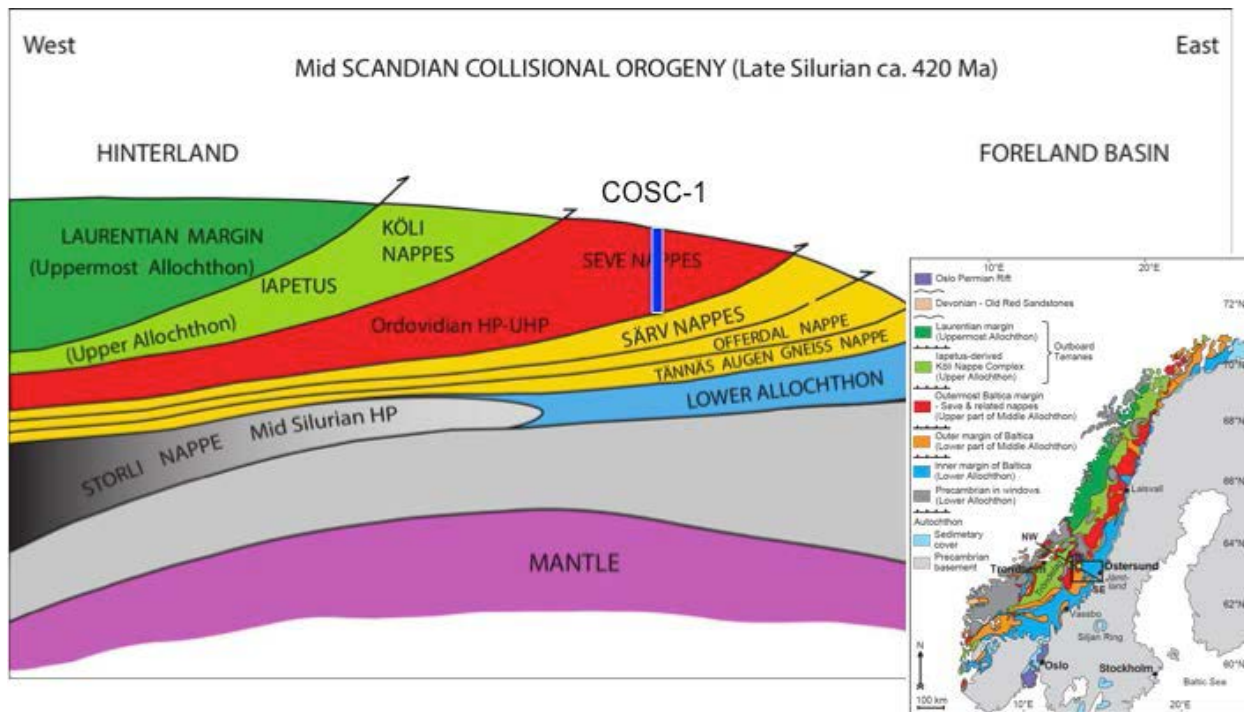 West
East
Mid SCANDIAN COLLISIONAL OROGENY (Late Silurian ca. 420 Ma)
HINTERLAND
FORELAND BASIN
COSC-1
LAURENTIAN MARGIN
(Uppermost Allochthon)
KÖLI
NAPPES
IAPETUS
(Upper Allochthon)
SEVE NAPPES
Ordovidian HP-UHP
SÄRV NAPPES
OFFERDAL NAPPE
TÄNNÄS AUGEN GNEISS NAPPE
LOWER ALLOCHTHON
STORLI NAPPE
Mid Silurian HP
MANTLE
10°E
20°E
Oslo Permian Rift
Devonian - Old Red Sandstones
Laurentian margin
(Uppermost Allochthon)
Iapetus-derived
Köli Nappe Complex
(Upper Allochthon)
Outboard
Terranes
Outermost Baltica margin
- Seve & related nappes
(Upper part of Middle Allochthon)
Outer margin of Baltica
(Lower part of Middle Allochthon)
Inner margin of Baltica
(Lower Allochthon)
Precambrian in windows
(Lower Allochthon)
Autochthon
Sedimetary
cover
Precambrian
basement
72°N
70°N
68°N
66°N
64°N
62°N
60°N
Laisvall
NW
Trondheim
Östersund
Jämt-
land
SE
Vassbo
Siljan Ring
Oslo
Stockholm
Baltic Sea
N
100 km
10°E
20°E